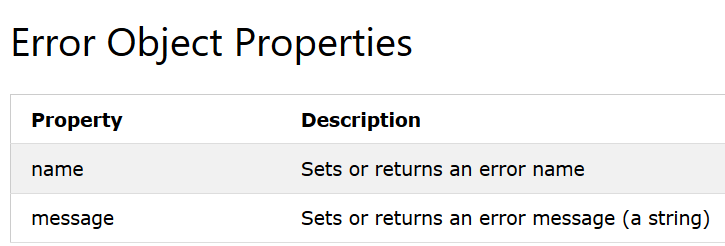 Error Object Properties
Property Description
name Sets or returns an error name
message Sets or returns an error message (a string)